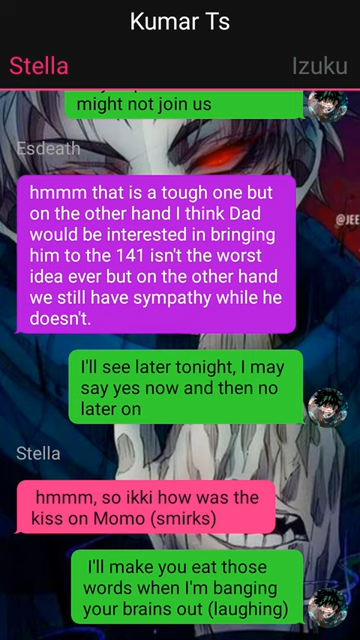 Kumar Ts
Stella
Izuku
might not join us
Esdeath
hmmm that is a tough one but
on the other hand I think Dad
would be interested in bringing
him to the 141 isn't the worst
idea ever but on the other hand
we still have sympathy while he
doesn't.
@JEE
I'll see later tonight, I may
say yes now and then no
later on
Stella
hmmm, so ikki how was the
kiss on Momo (smirks)
I'll make you eat those
words when I'm banging
your brains out (laughing)